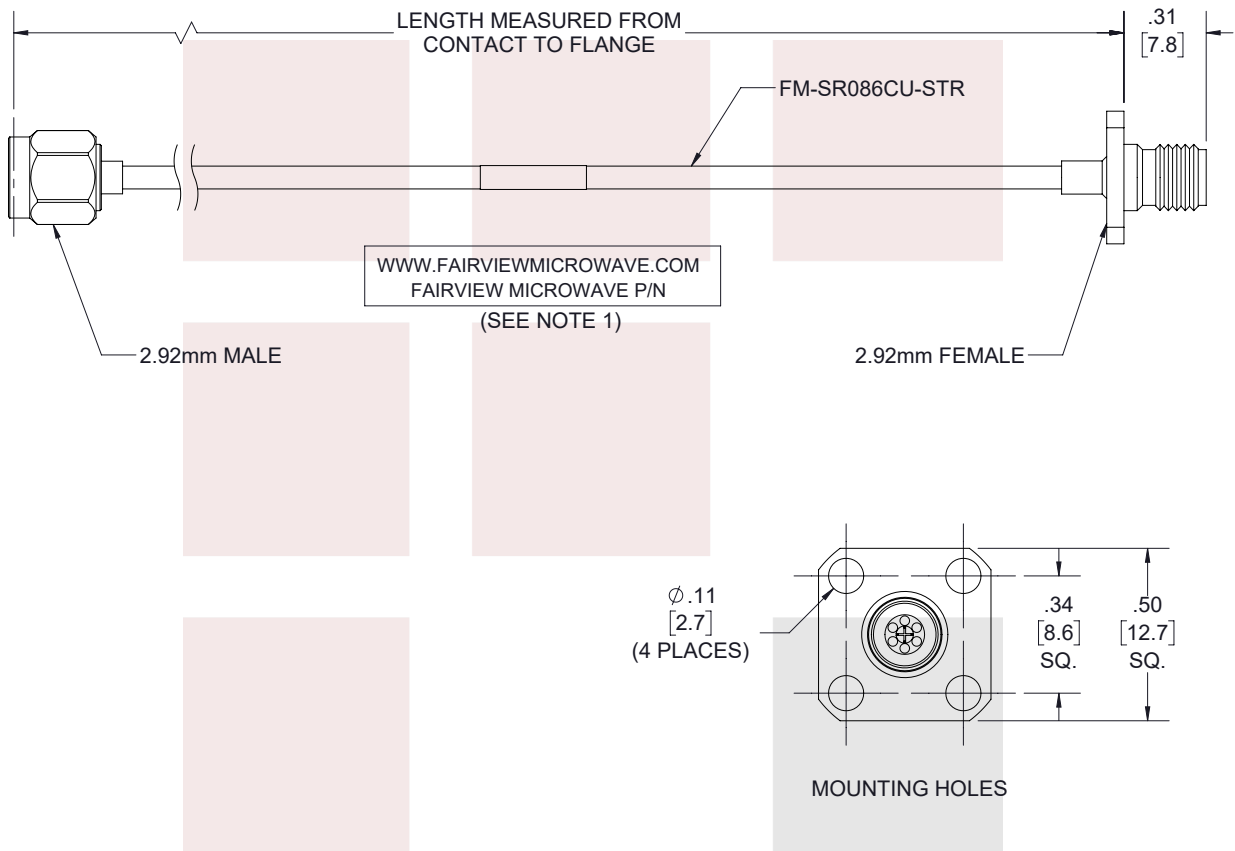 LENGTH MEASURED FROM
CONTACT TO FLANGE
.31
[7.8]
FM-SR086CU-STR
WWW.FAIRVIEWMICROWAVE.COM
FAIRVIEW MICROWAVE P/N
(SEE NOTE 1)
2.92mm MALE
2.92mm FEMALE
∅.11
[2.7]
(4 PLACES)
.34
[8.6]
SQ.
.50
[12.7]
SQ.
MOUNTING HOLES